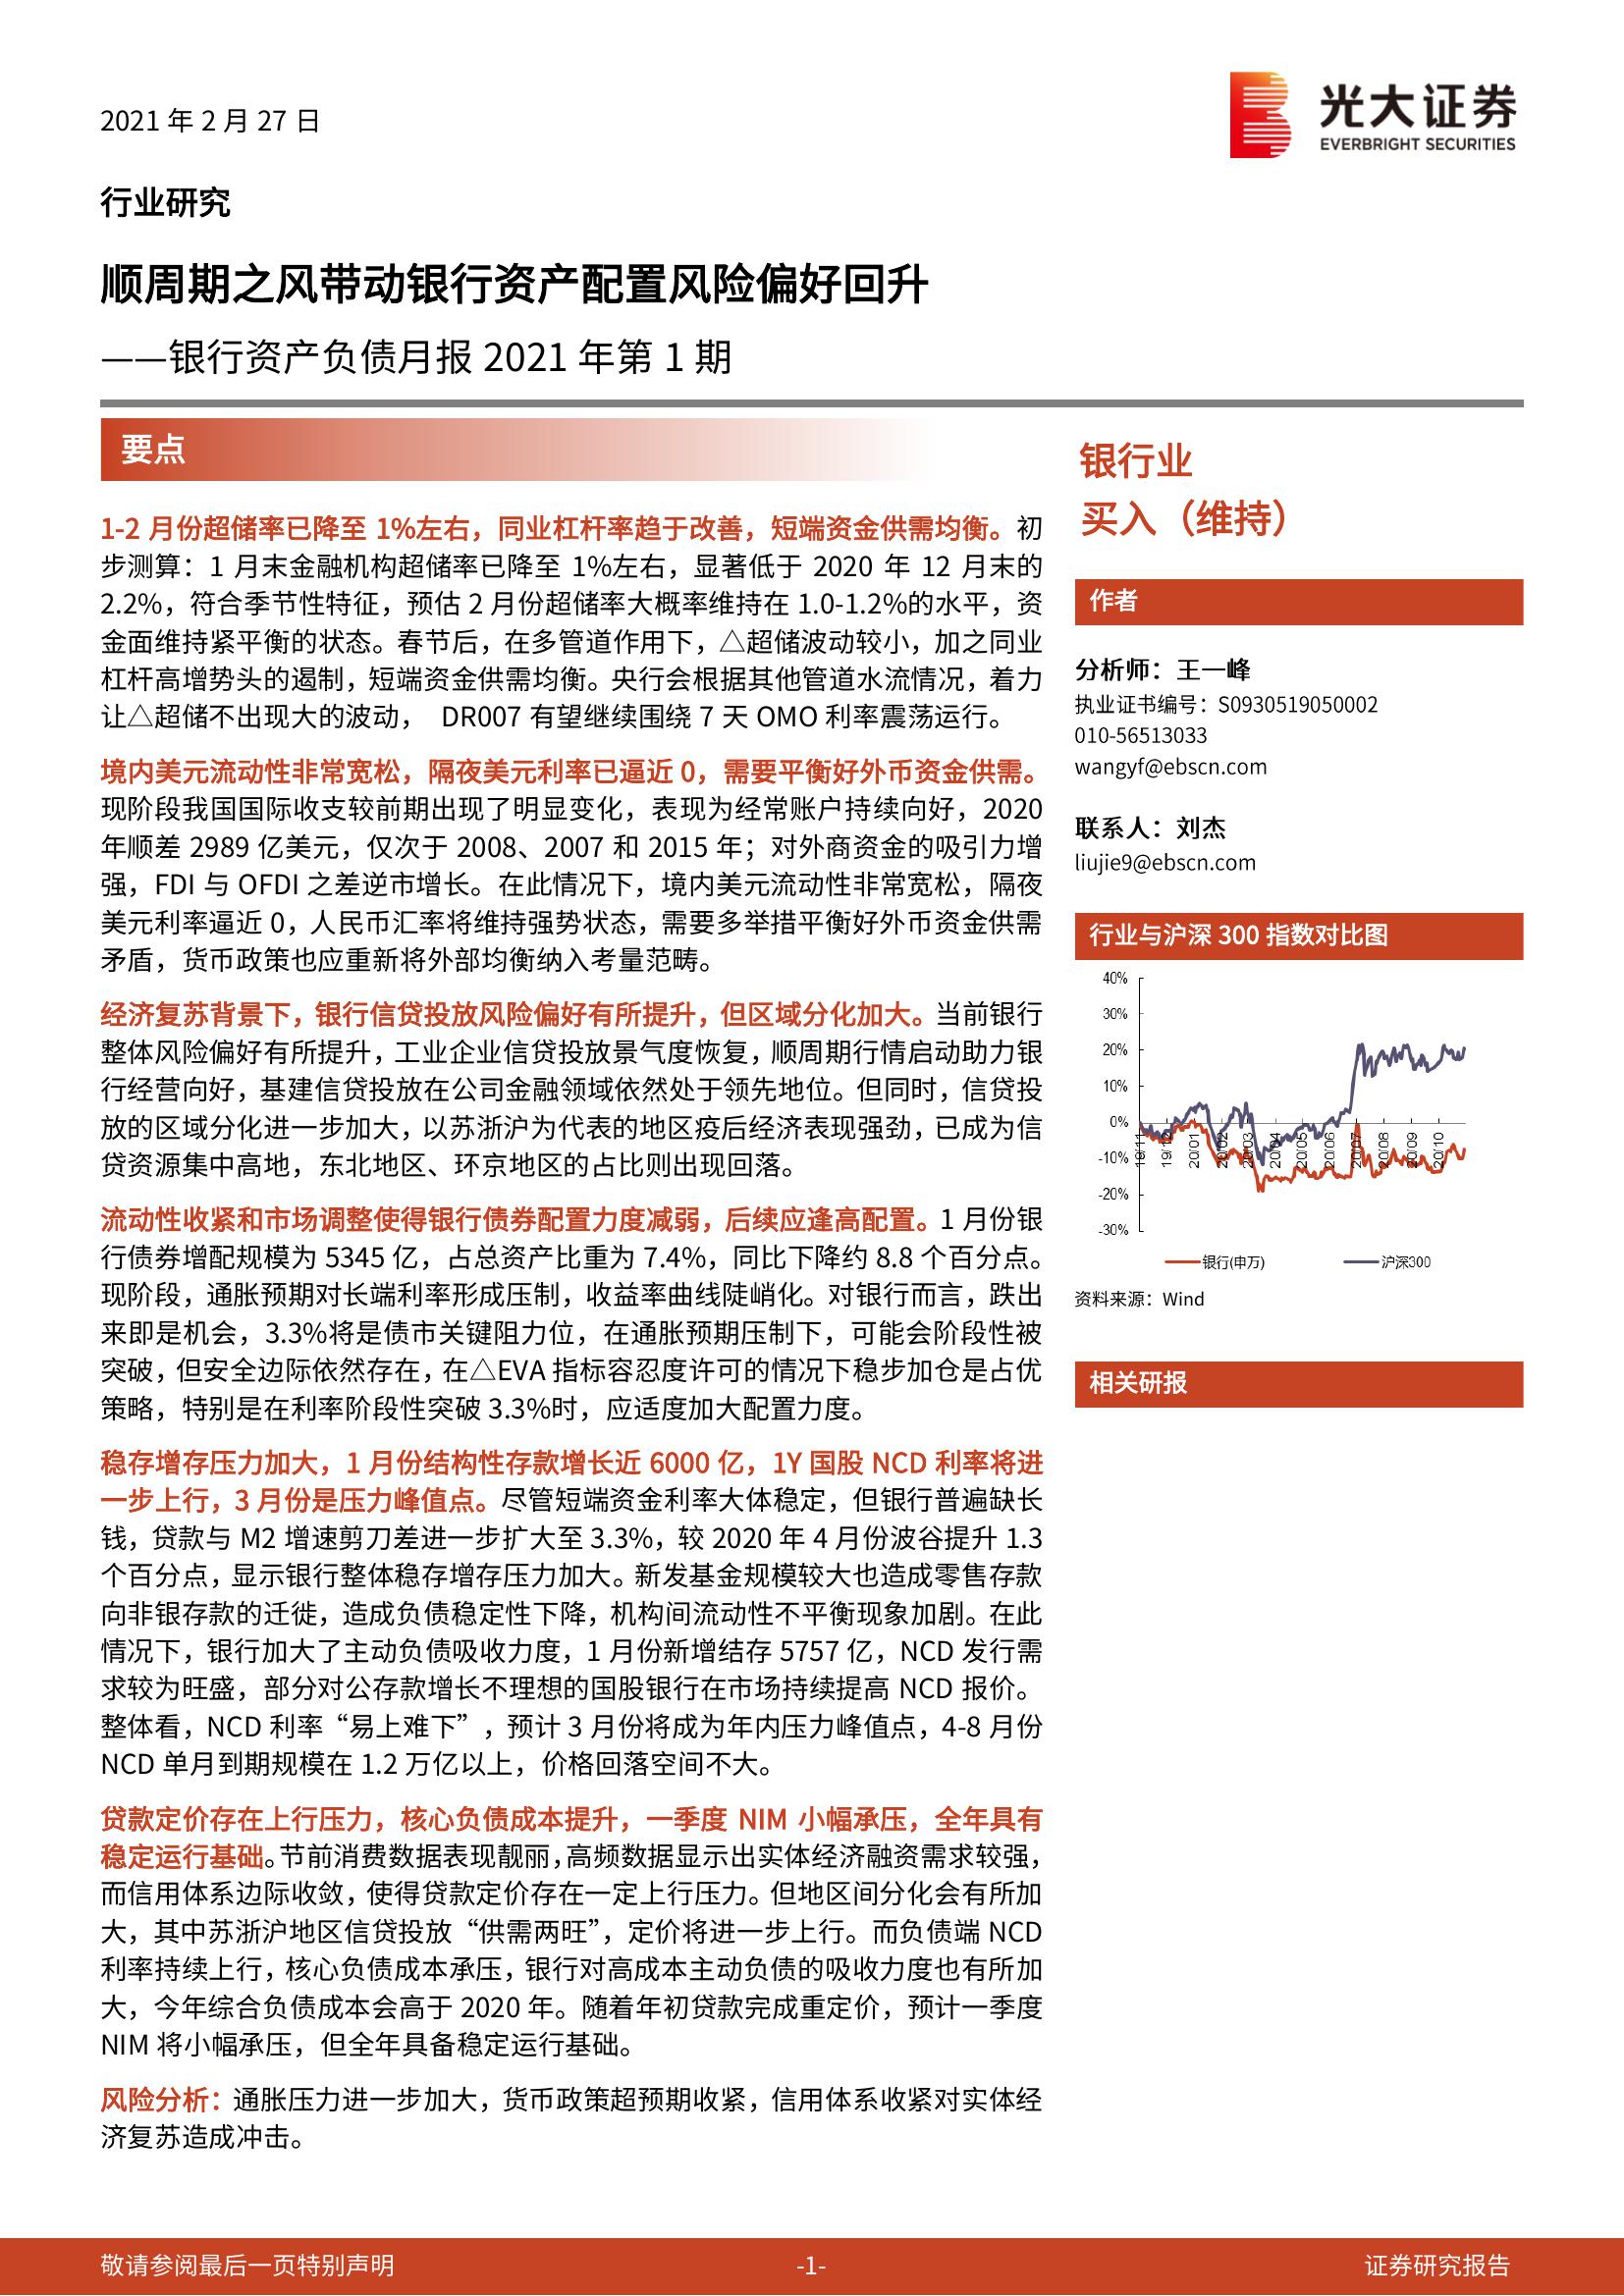 2021 年 2 月 27 日
光大证券
EVERBRIGHT SECURITIES
行业研究
顺周期之风带动银行资产配置风险偏好回升
——银行资产负债月报 2021 年第 1 期
要点
1-2 月份超储率已降至 1%左右，同业杠杆率趋于改善，短端资金供需均衡。初
步测算：1 月末金融机构超储率已降至 1%左右，显著低于 2020 年 12 月末的
2.2%，符合季节性特征，预估 2 月份超储率大概率维持在 1.0-1.2%的水平，资
金面维持紧平衡的状态。春节后，在多管道作用下，△超储波动较小，加之同业
杠杆高增势头的遏制，短端资金供需均衡。央行会根据其他管道水流情况，着力
让△超储不出现大的波动， DR007 有望继续围绕 7 天 OMO 利率震荡运行。
境内美元流动性非常宽松，隔夜美元利率已逼近 0，需要平衡好外币资金供需。
现阶段我国国际收支较前期出现了明显变化，表现为经常账户持续向好，2020
年顺差 2989 亿美元，仅次于 2008、2007 和 2015 年；对外商资金的吸引力增
强，FDI 与 OFDI 之差逆市增长。在此情况下，境内美元流动性非常宽松，隔夜
美元利率逼近 0，人民币汇率将维持强势状态，需要多举措平衡好外币资金供需
矛盾，货币政策也应重新将外部均衡纳入考量范畴。
经济复苏背景下，银行信贷投放风险偏好有所提升，但区域分化加大。当前银行
整体风险偏好有所提升，工业企业信贷投放景气度恢复，顺周期行情启动助力银
行经营向好，基建信贷投放在公司金融领域依然处于领先地位。但同时，信贷投
放的区域分化进一步加大，以苏浙沪为代表的地区疫后经济表现强劲，已成为信
贷资源集中高地，东北地区、环京地区的占比则出现回落。
流动性收紧和市场调整使得银行债券配置力度减弱，后续应逢高配置。1 月份银
行债券增配规模为 5345 亿，占总资产比重为 7.4%，同比下降约 8.8 个百分点。
现阶段，通胀预期对长端利率形成压制，收益率曲线陡峭化。对银行而言，跌出
来即是机会，3.3%将是债市关键阻力位，在通胀预期压制下，可能会阶段性被
突破，但安全边际依然存在，在△EVA 指标容忍度许可的情况下稳步加仓是占优
策略，特别是在利率阶段性突破 3.3%时，应适度加大配置力度。
稳存增存压力加大，1 月份结构性存款增长近 6000 亿，1Y 国股 NCD 利率将进
一步上行，3 月份是压力峰值点。尽管短端资金利率大体稳定，但银行普遍缺长
钱，贷款与 M2 增速剪刀差进一步扩大至 3.3%，较 2020 年 4 月份波谷提升 1.3
个百分点，显示银行整体稳存增存压力加大。新发基金规模较大也造成零售存款
向非银存款的迁徙，造成负债稳定性下降，机构间流动性不平衡现象加剧。在此
情况下，银行加大了主动负债吸收力度，1 月份新增结存 5757 亿，NCD 发行需
求较为旺盛，部分对公存款增长不理想的国股银行在市场持续提高 NCD 报价。
整体看，NCD 利率“易上难下”，预计 3 月份将成为年内压力峰值点，4-8 月份
NCD 单月到期规模在 1.2 万亿以上，价格回落空间不大。
贷款定价存在上行压力，核心负债成本提升，一季度 NIM 小幅承压，全年具有
稳定运行基础。节前消费数据表现靓丽，高频数据显示出实体经济融资需求较强，
而信用体系边际收敛，使得贷款定价存在一定上行压力。但地区间分化会有所加
大，其中苏浙沪地区信贷投放“供需两旺”，定价将进一步上行。而负债端 NCD
利率持续上行，核心负债成本承压，银行对高成本主动负债的吸收力度也有所加
大，今年综合负债成本会高于 2020 年。随着年初贷款完成重定价，预计一季度
NIM 将小幅承压，但全年具备稳定运行基础。
风险分析：通胀压力进一步加大，货币政策超预期收紧，信用体系收紧对实体经
济复苏造成冲击。
银行业
买入（维持）
作者
分析师：王一峰
执业证书编号：S0930519050002
010-56513033
wangyf@ebscn.com
联系人：刘杰
liujie9@ebscn.com
行业与沪深 300 指数对比图
40%
30%
20%
10%
0%
-10%
-20%
-30%
19/11 19/12 20/01 20/02 20/03 20/04 20/05 20/06 20/07 20/08 20/09 20/10
银行(申万) 沪深300
资料来源：Wind
相关研报
敬请参阅最后一页特别声明 -1- 证券研究报告